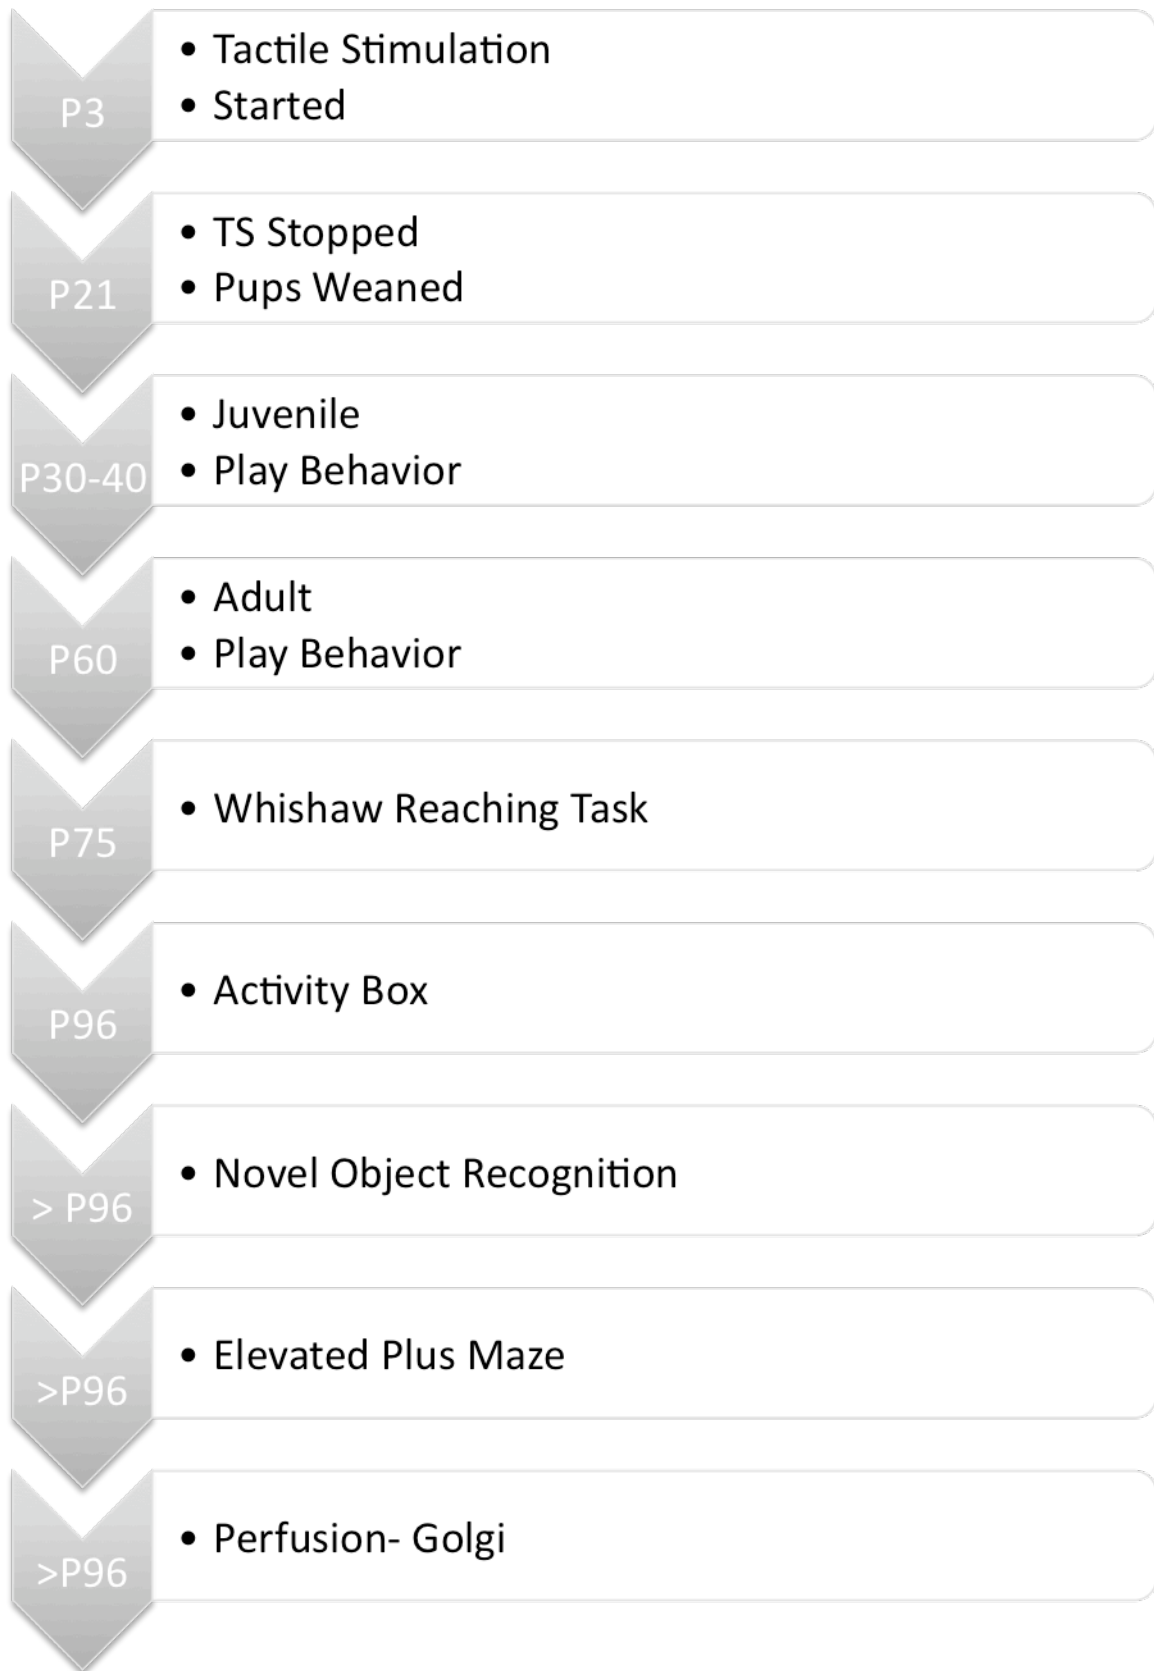 P3
• Tactile Stimulation
• Started
P21
• TS Stopped
• Pups Weaned
P30-40
• Juvenile
• Play Behavior
P60
• Adult
• Play Behavior
P75
• Whishaw Reaching Task
P96
• Activity Box
> P96
• Novel Object Recognition
>P96
• Elevated Plus Maze
>P96
• Perfusion- Golgi